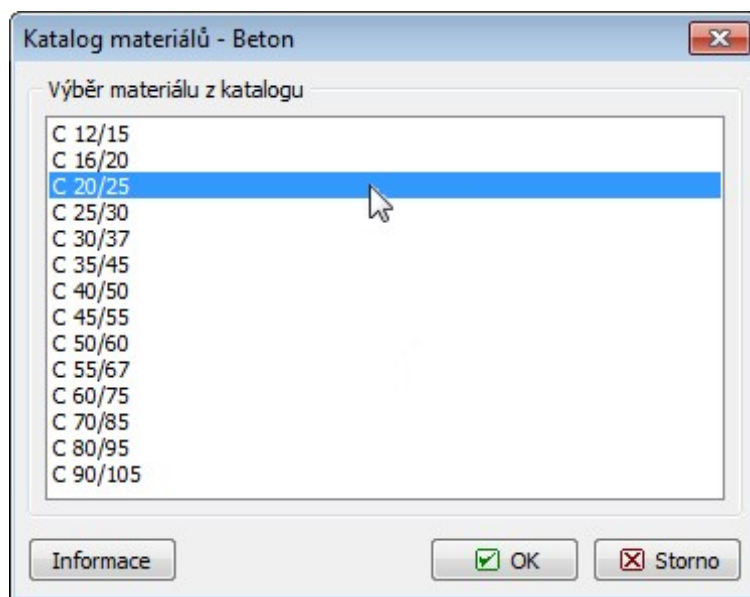 Katalog materiálů - Beton
Výběr materiálu z katalogu
C 12/15
C 16/20
C 20/25
C 25/30
C 30/37
C 35/45
C 40/50
C 45/55
C 50/60
C 55/67
C 60/75
C 70/85
C 80/95
C 90/105
Informace
OK
Storno